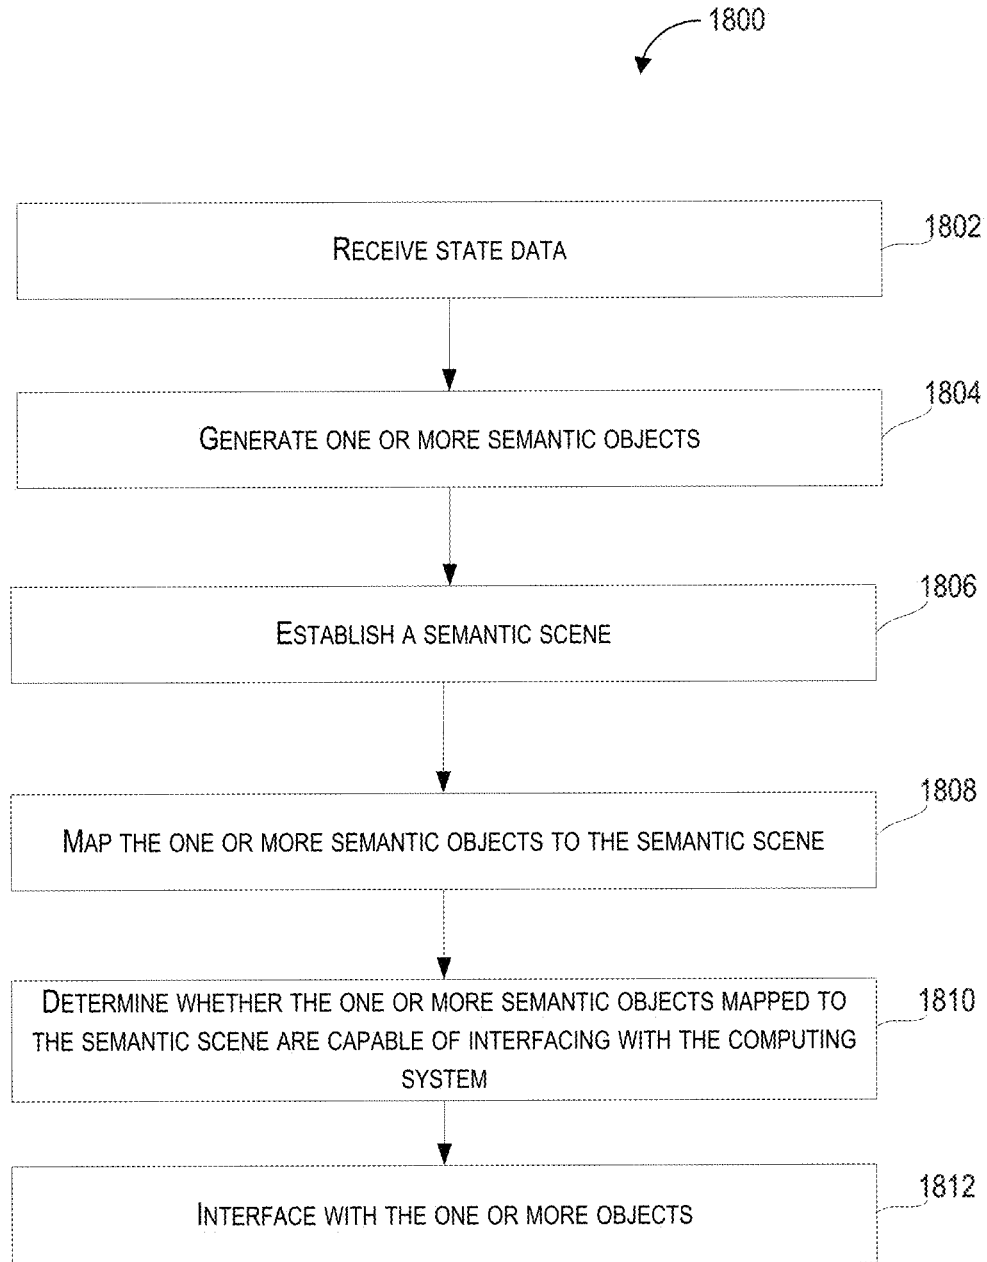 1800
RECEIVE STATE DATA
1802
GENERATE ONE OR MORE SEMANTIC OBJECTS
1804
ESTABLISH A SEMANTIC SCENE
1806
MAP THE ONE OR MORE SEMANTIC OBJECTS TO THE SEMANTIC SCENE
1808
DETERMINE WHETHER THE ONE OR MORE SEMANTIC OBJECTS MAPPED TO
THE SEMANTIC SCENE ARE CAPABLE OF INTERFACING WITH THE COMPUTING
SYSTEM
1810
INTERFACE WITH THE ONE OR MORE OBJECTS
1812